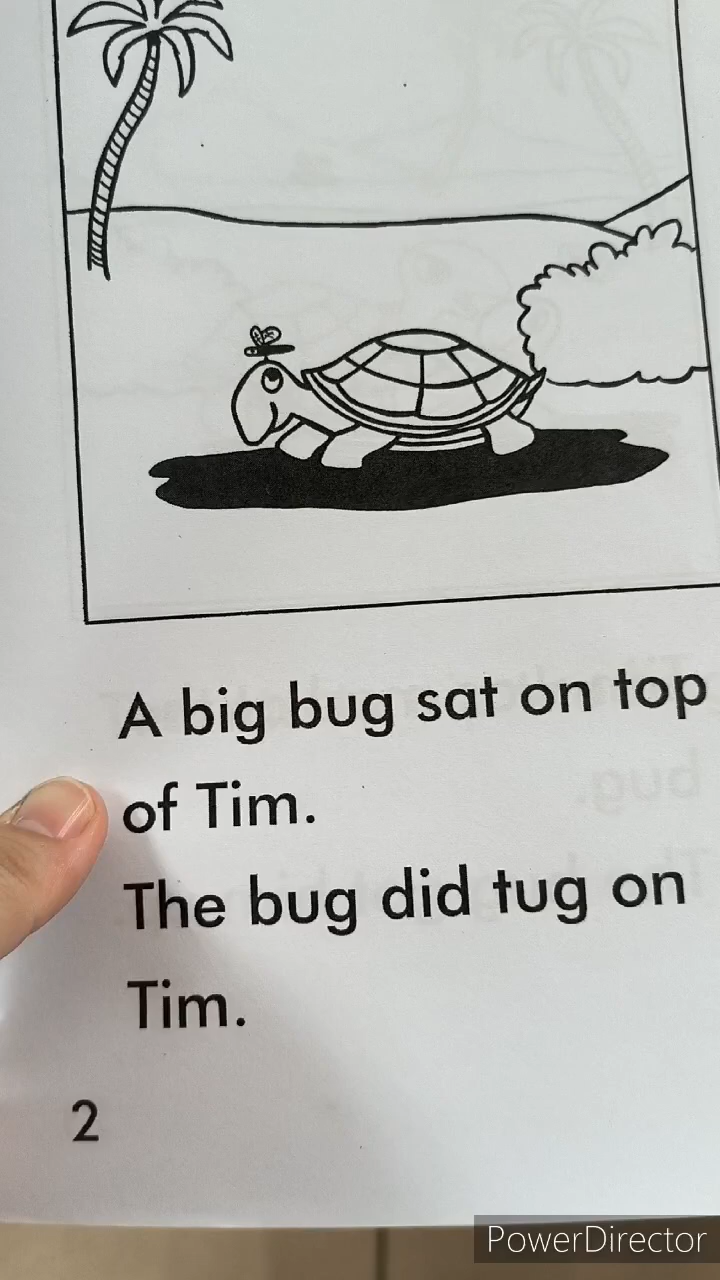 A big bug sat on top
of Tim.
The bug did tug on
Tim.
2
PowerDirector